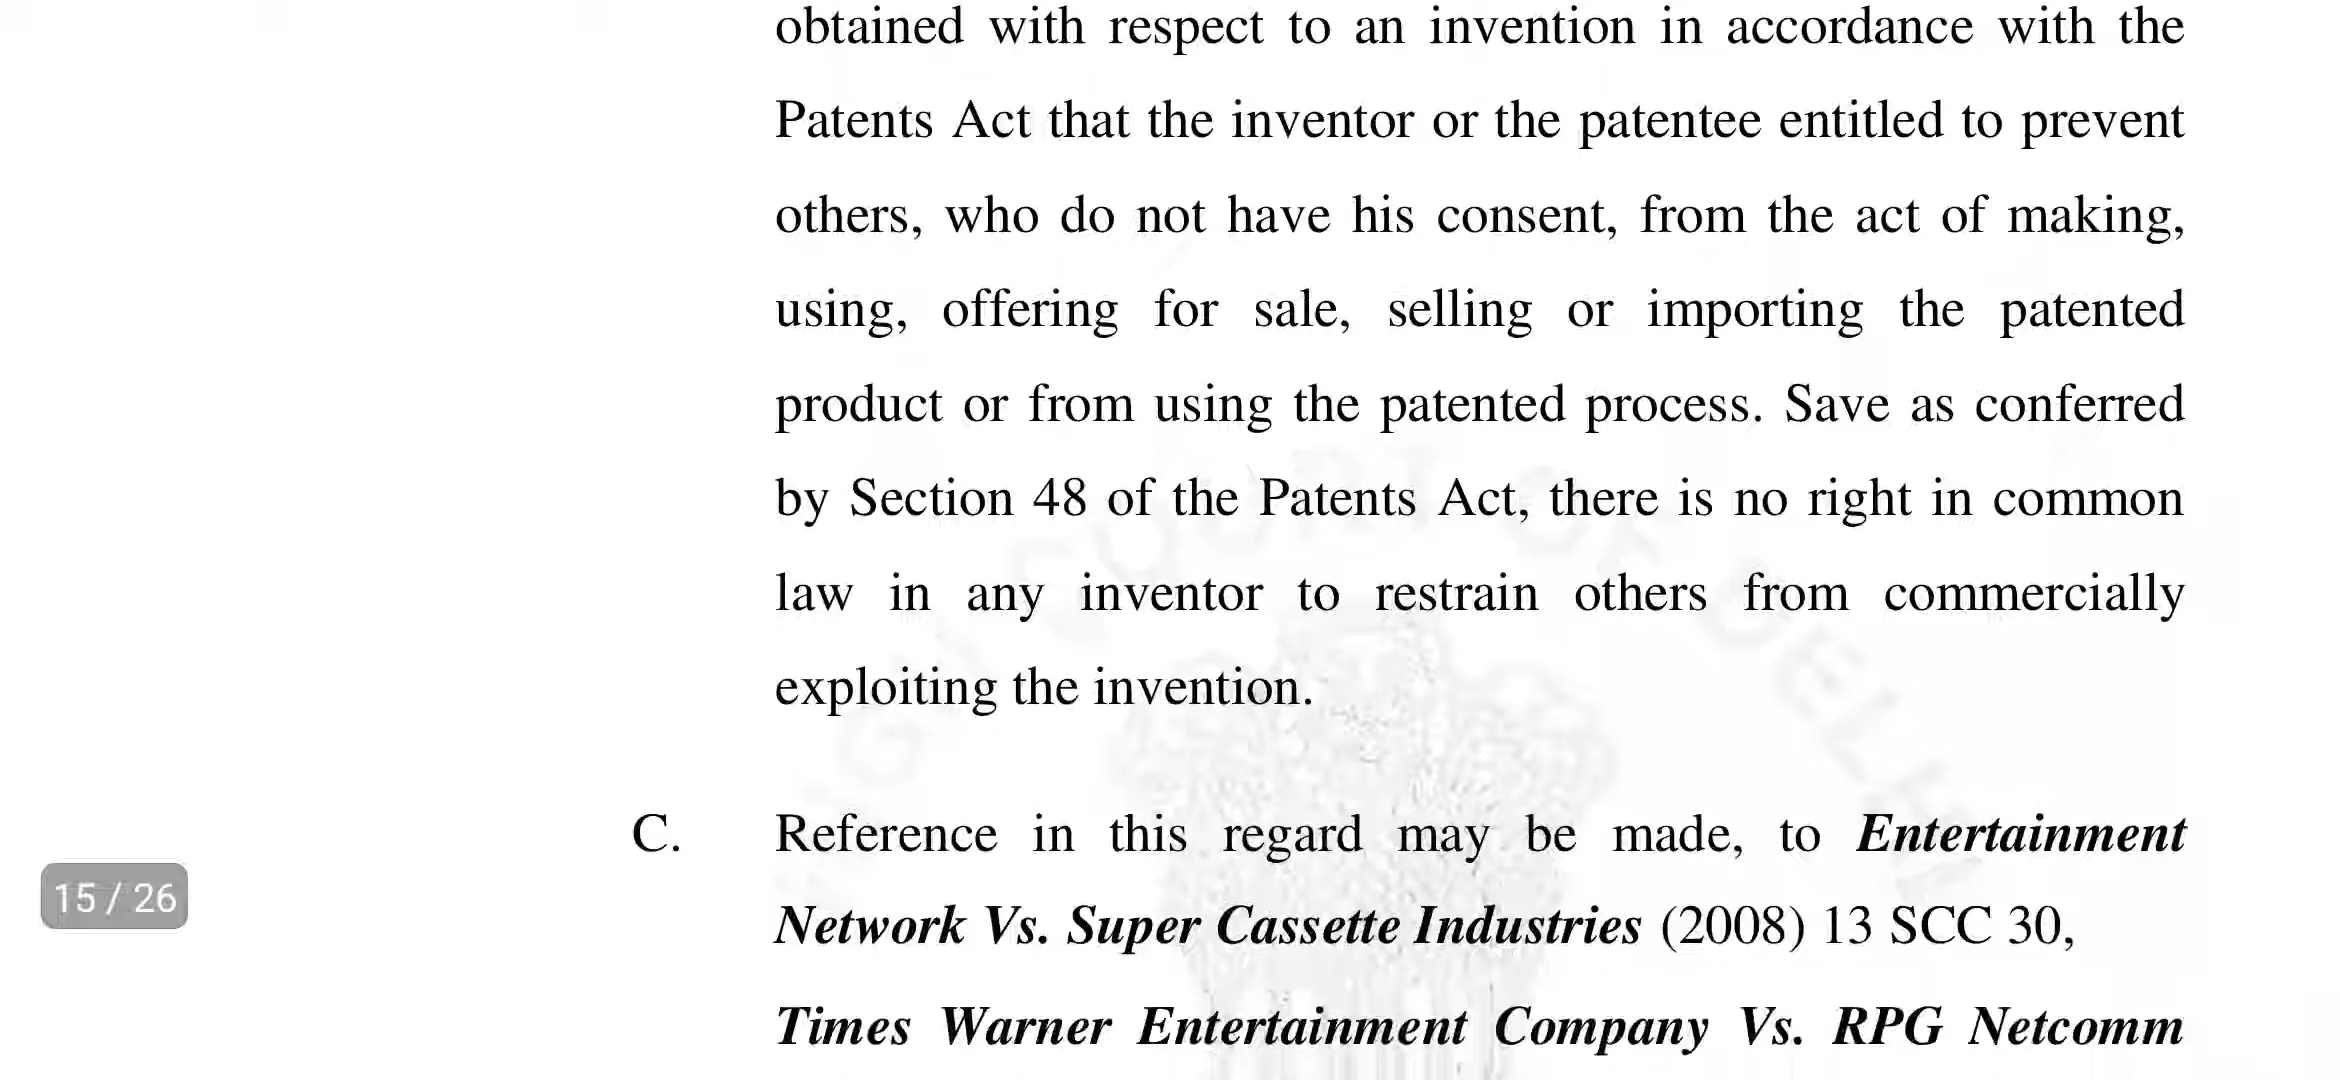 obtained with respect to an invention in accordance with the
Patents Act that the inventor or the patentee entitled to prevent
others, who do not have his consent, from the act of making,
using, offering for sale, selling or importing the patented
product or from using the patented process. Save as conferred
by Section 48 of the Patents Act, there is no right in common
law in any inventor to restrain others from commercially
exploiting the invention.
C. Reference in this regard may be made, to Entertainment
Network Vs. Super Cassette Industries (2008) 13 SCC 30,
Times Warner Entertainment Company Vs. RPG Netcomm
15 / 26
HIGH COURT OF DELHI